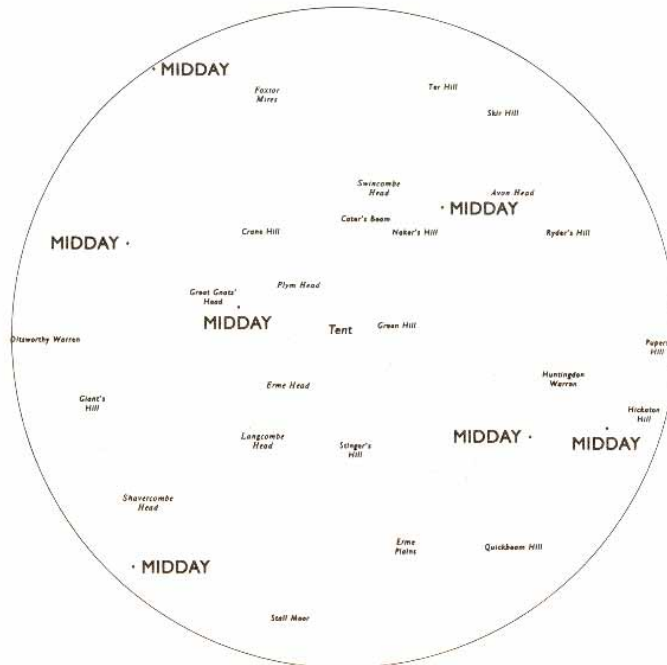 MIDDAY
Foxtor
Mires
Ter Hill
Skir Hill
Swincombe
Head
Avon Head
MIDDAY
Cater's Beam
Naker's Hill
Ryder's Hill
Crane Hill
MIDDAY
Plym Head
Great Gnats'
Head
MIDDAY
Tent
Green Hill
Ditsworthy Warren
Pupers
Hill
Huntingdon
Warren
Erme Head
Giant's
Hill
Hickaton
Hill
Langcombe
Head
Stinger's
Hill
MIDDAY
MIDDAY
Shavercombe
Head
Erme
Plains
Quickbeam Hill
MIDDAY
Stall Moor